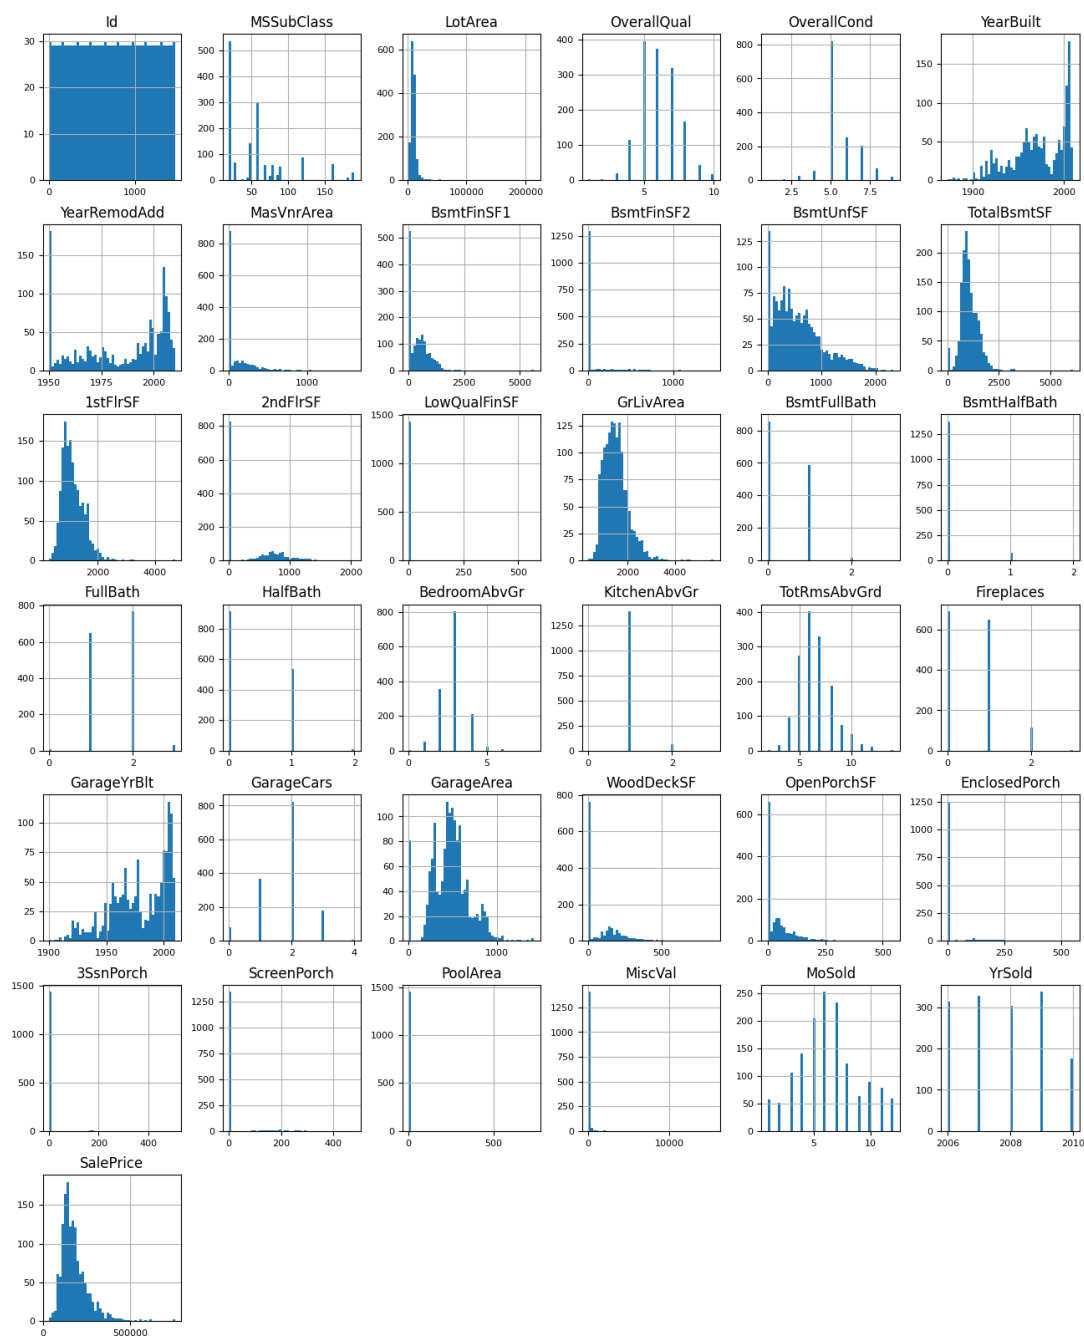 Id MSSubClass LotArea OverallQual OverallCond YearBuilt
30 20 10 0
0 1000
500 400 300 200 100 0
50 100 150
600 400 200 0
0 100000 200000
400 300 200 100 0
5 10
800 600 400 200 0
2.5 5.0 7.5
150 100 50 0
1900 2000
YearRemodAdd MasVnrArea BsmtFinSF1 BsmtFinSF2 BsmtUnfSF TotalBsmtSF
150 100 50 0
1950 1975 2000
800 600 400 200 0
0 1000
500 400 300 200 100 0
0 2500 5000
1250 1000 750 500 250 0
0 1000
125 100 75 50 25 0
0 1000 2000
200 150 100 50 0
0 2500 5000
1stFlrSF 2ndFlrSF LowQualFinSF GrLivArea BsmtFullBath BsmtHalfBath
150 100 50 0
2000 4000
800 600 400 200 0
0 1000 2000
1500 1250 1000 750 500 250 0
0 250 500
125 100 75 50 25 0
2000 4000
800 600 400 200 0
0 1 2
1250 1000 750 500 250 0
0 1 2
FullBath HalfBath BedroomAbvGr KitchenAbvGr TotRmsAbvGrd Fireplaces
800 600 400 200 0
0 2
800 600 400 200 0
0 1 2
800 600 400 200 0
0 5
1250 1000 750 500 250 0
0 2
400 300 200 100 0
5 10
600 400 200 0
0 2
GarageYrBlt GarageCars GarageArea WoodDeckSF OpenPorchSF EnclosedPorch
100 75 50 25 0
1900 1950 2000
800 600 400 200 0
0 2 4
100 80 60 40 20 0
0 1000
800 600 400 200 0
0 500
600 400 200 0
0 250 500
1250 1000 750 500 250 0
0 250 500
3SsnPorch ScreenPorch PoolArea MiscVal MoSold YrSold
1500 1000 500 0
0 200 400
1250 1000 750 500 250 0
0 200 400
1500 1250 1000 750 500 250 0
0 500
1250 1000 750 500 250 0
0 10000
250 200 150 100 50 0
5 10
300 200 100 0
2006 2008 2010
SalePrice
150 100 50 0
0 500000